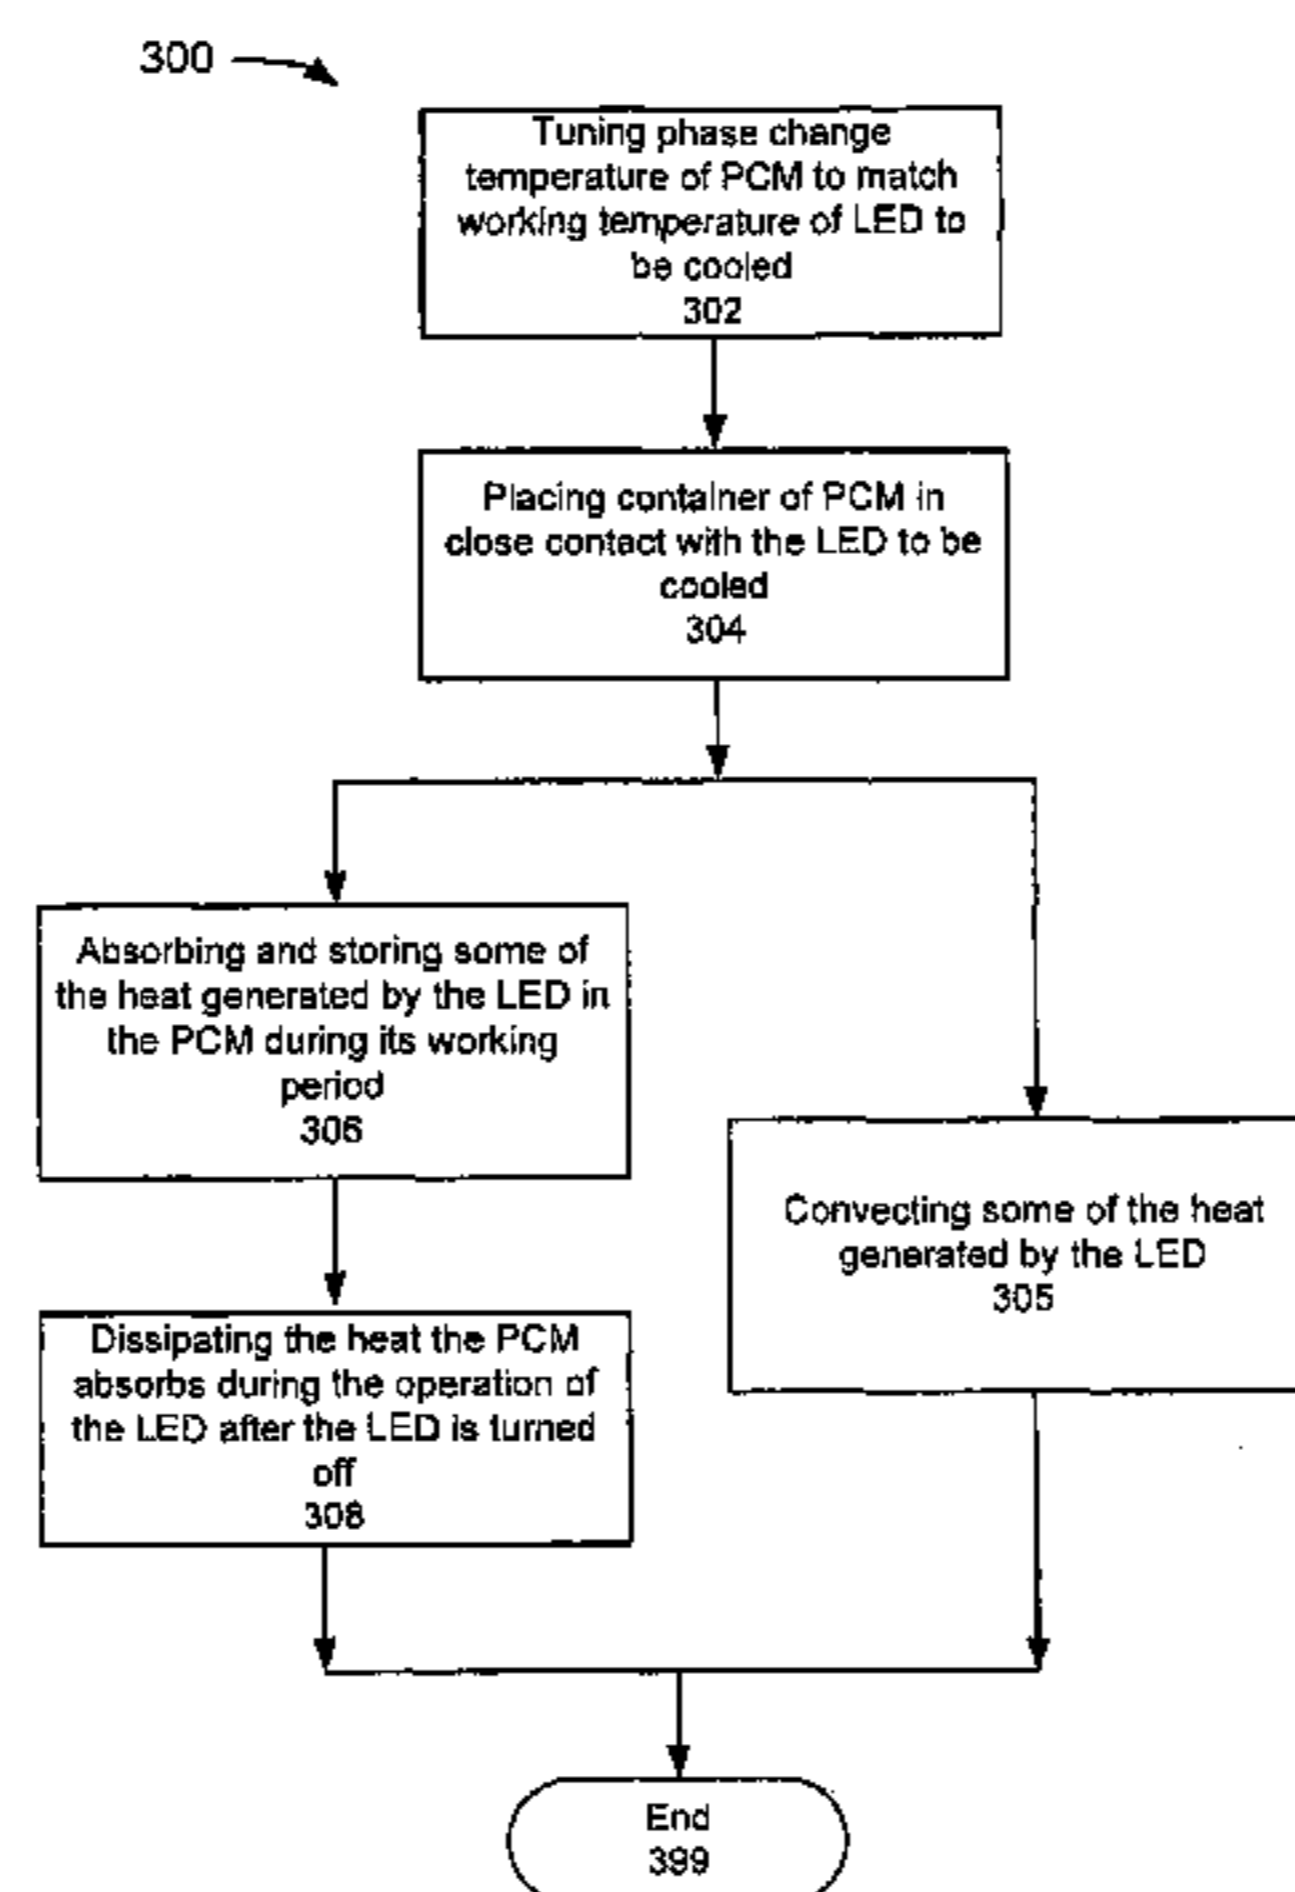 300
Tuning phase change
temperature of PCM to match
working temperature of LED to
be cooled
302
Placing container of PCM in
close contact with the LED to be
cooled
304
Absorbing and storing some of
the heat generated by the LED in
the PCM during its working
period
306
Convecting some of the heat
generated by the LED
305
Dissipating the heat the PCM
absorbs during the operation of
the LED after the LED is turned
off
308
End
399